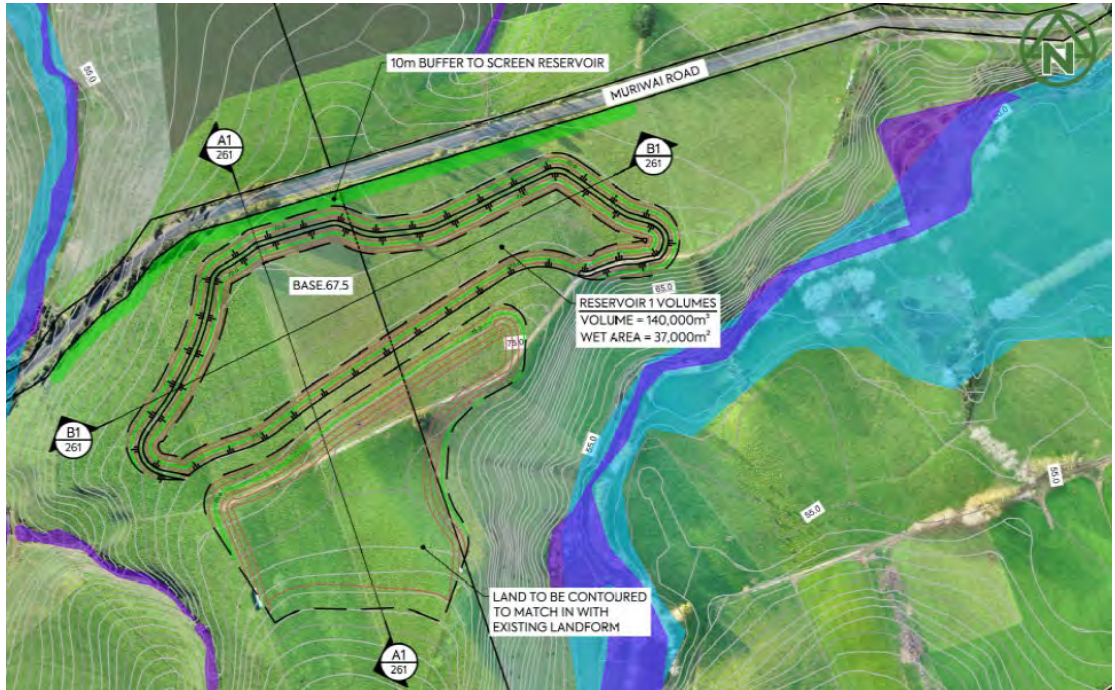 55.0
10m BUFFER TO SCREEN RESERVOIR
N
MURIWAI ROAD
A1
261
B1
261
BASE.67.5
65.0
RESERVOIR 1 VOLUMES
VOLUME = 140,000m³
WET AREA = 37,000m²
75.0
B1
261
55.0
55.0
55.0
LAND TO BE CONTOURED
TO MATCH IN WITH
EXISTING LANDFORM
A1
261